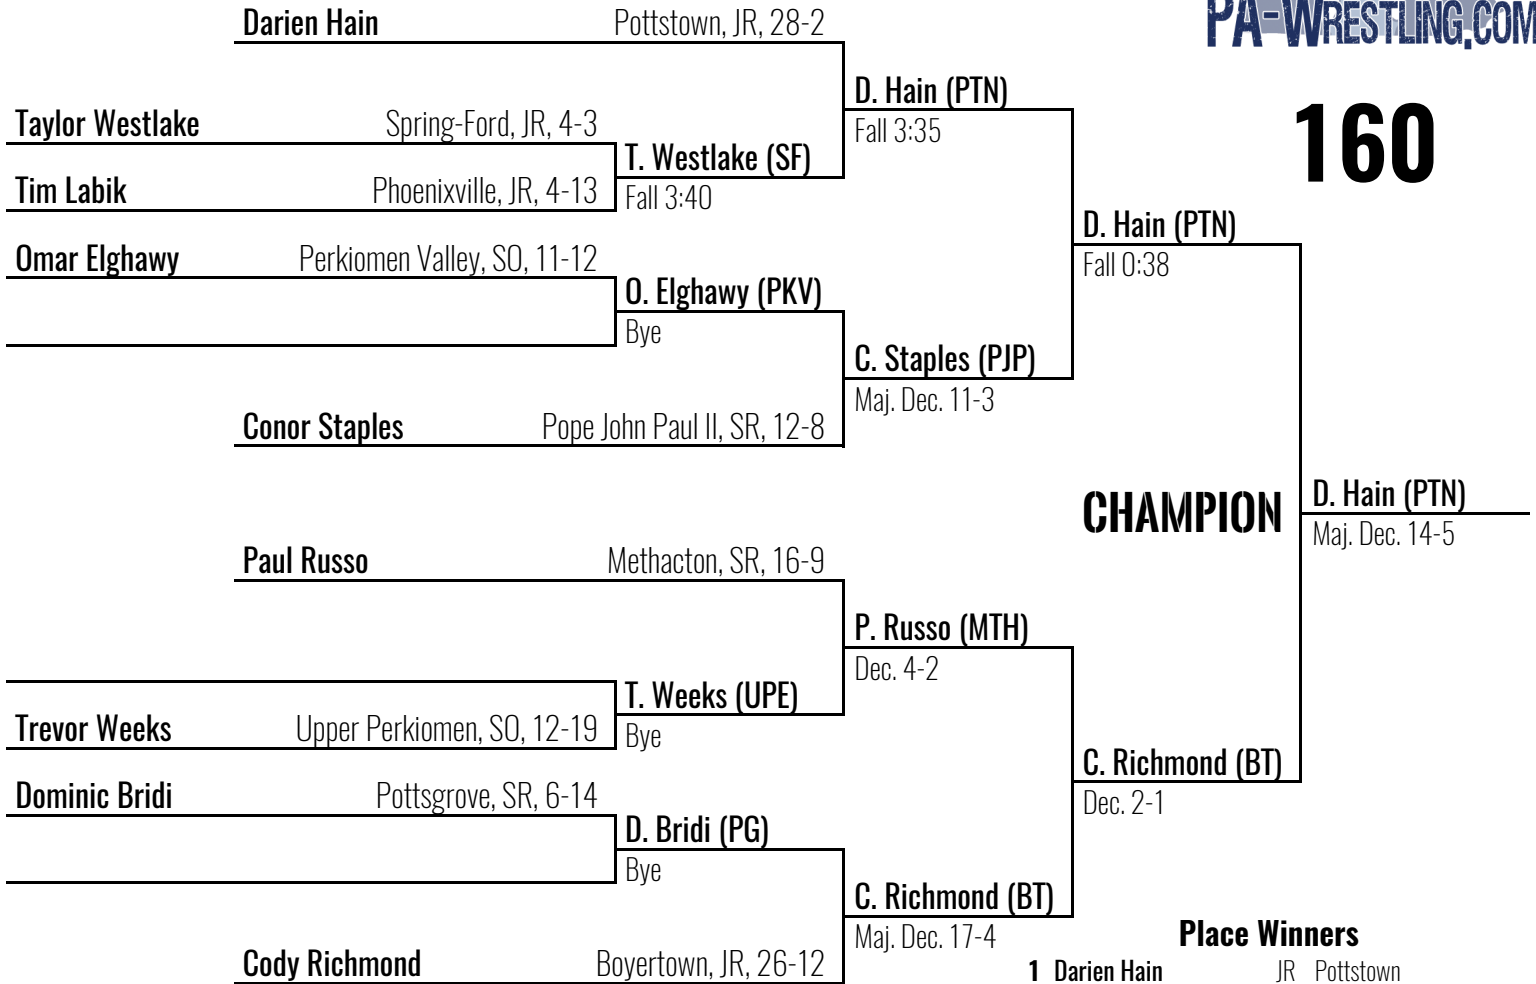 PA-WRESTLING.COM
160
Darien Hain Pottstown, JR, 28-2
D. Hain (PTN)
Fall 3:35
Taylor Westlake Spring-Ford, JR, 4-3
T. Westlake (SF)
Fall 3:40
Tim Labik Phoenixville, JR, 4-13
D. Hain (PTN)
Fall 0:38
Omar Elghawy Perkiomen Valley, SO, 11-12
O. Elghawy (PKV)
Bye
C. Staples (PJP)
Maj. Dec. 11-3
Conor Staples Pope John Paul II, SR, 12-8
CHAMPION
D. Hain (PTN)
Maj. Dec. 14-5
Paul Russo Methacton, SR, 16-9
P. Russo (MTH)
Dec. 4-2
T. Weeks (UPE)
Bye
Trevor Weeks Upper Perkiomen, SO, 12-19
C. Richmond (BT)
Dec. 2-1
Dominic Bridi Pottsgrove, SR, 6-14
D. Bridi (PG)
Bye
C. Richmond (BT)
Maj. Dec. 17-4
Cody Richmond Boyertown, JR, 26-12
Place Winners
1 Darien Hain JR Pottstown